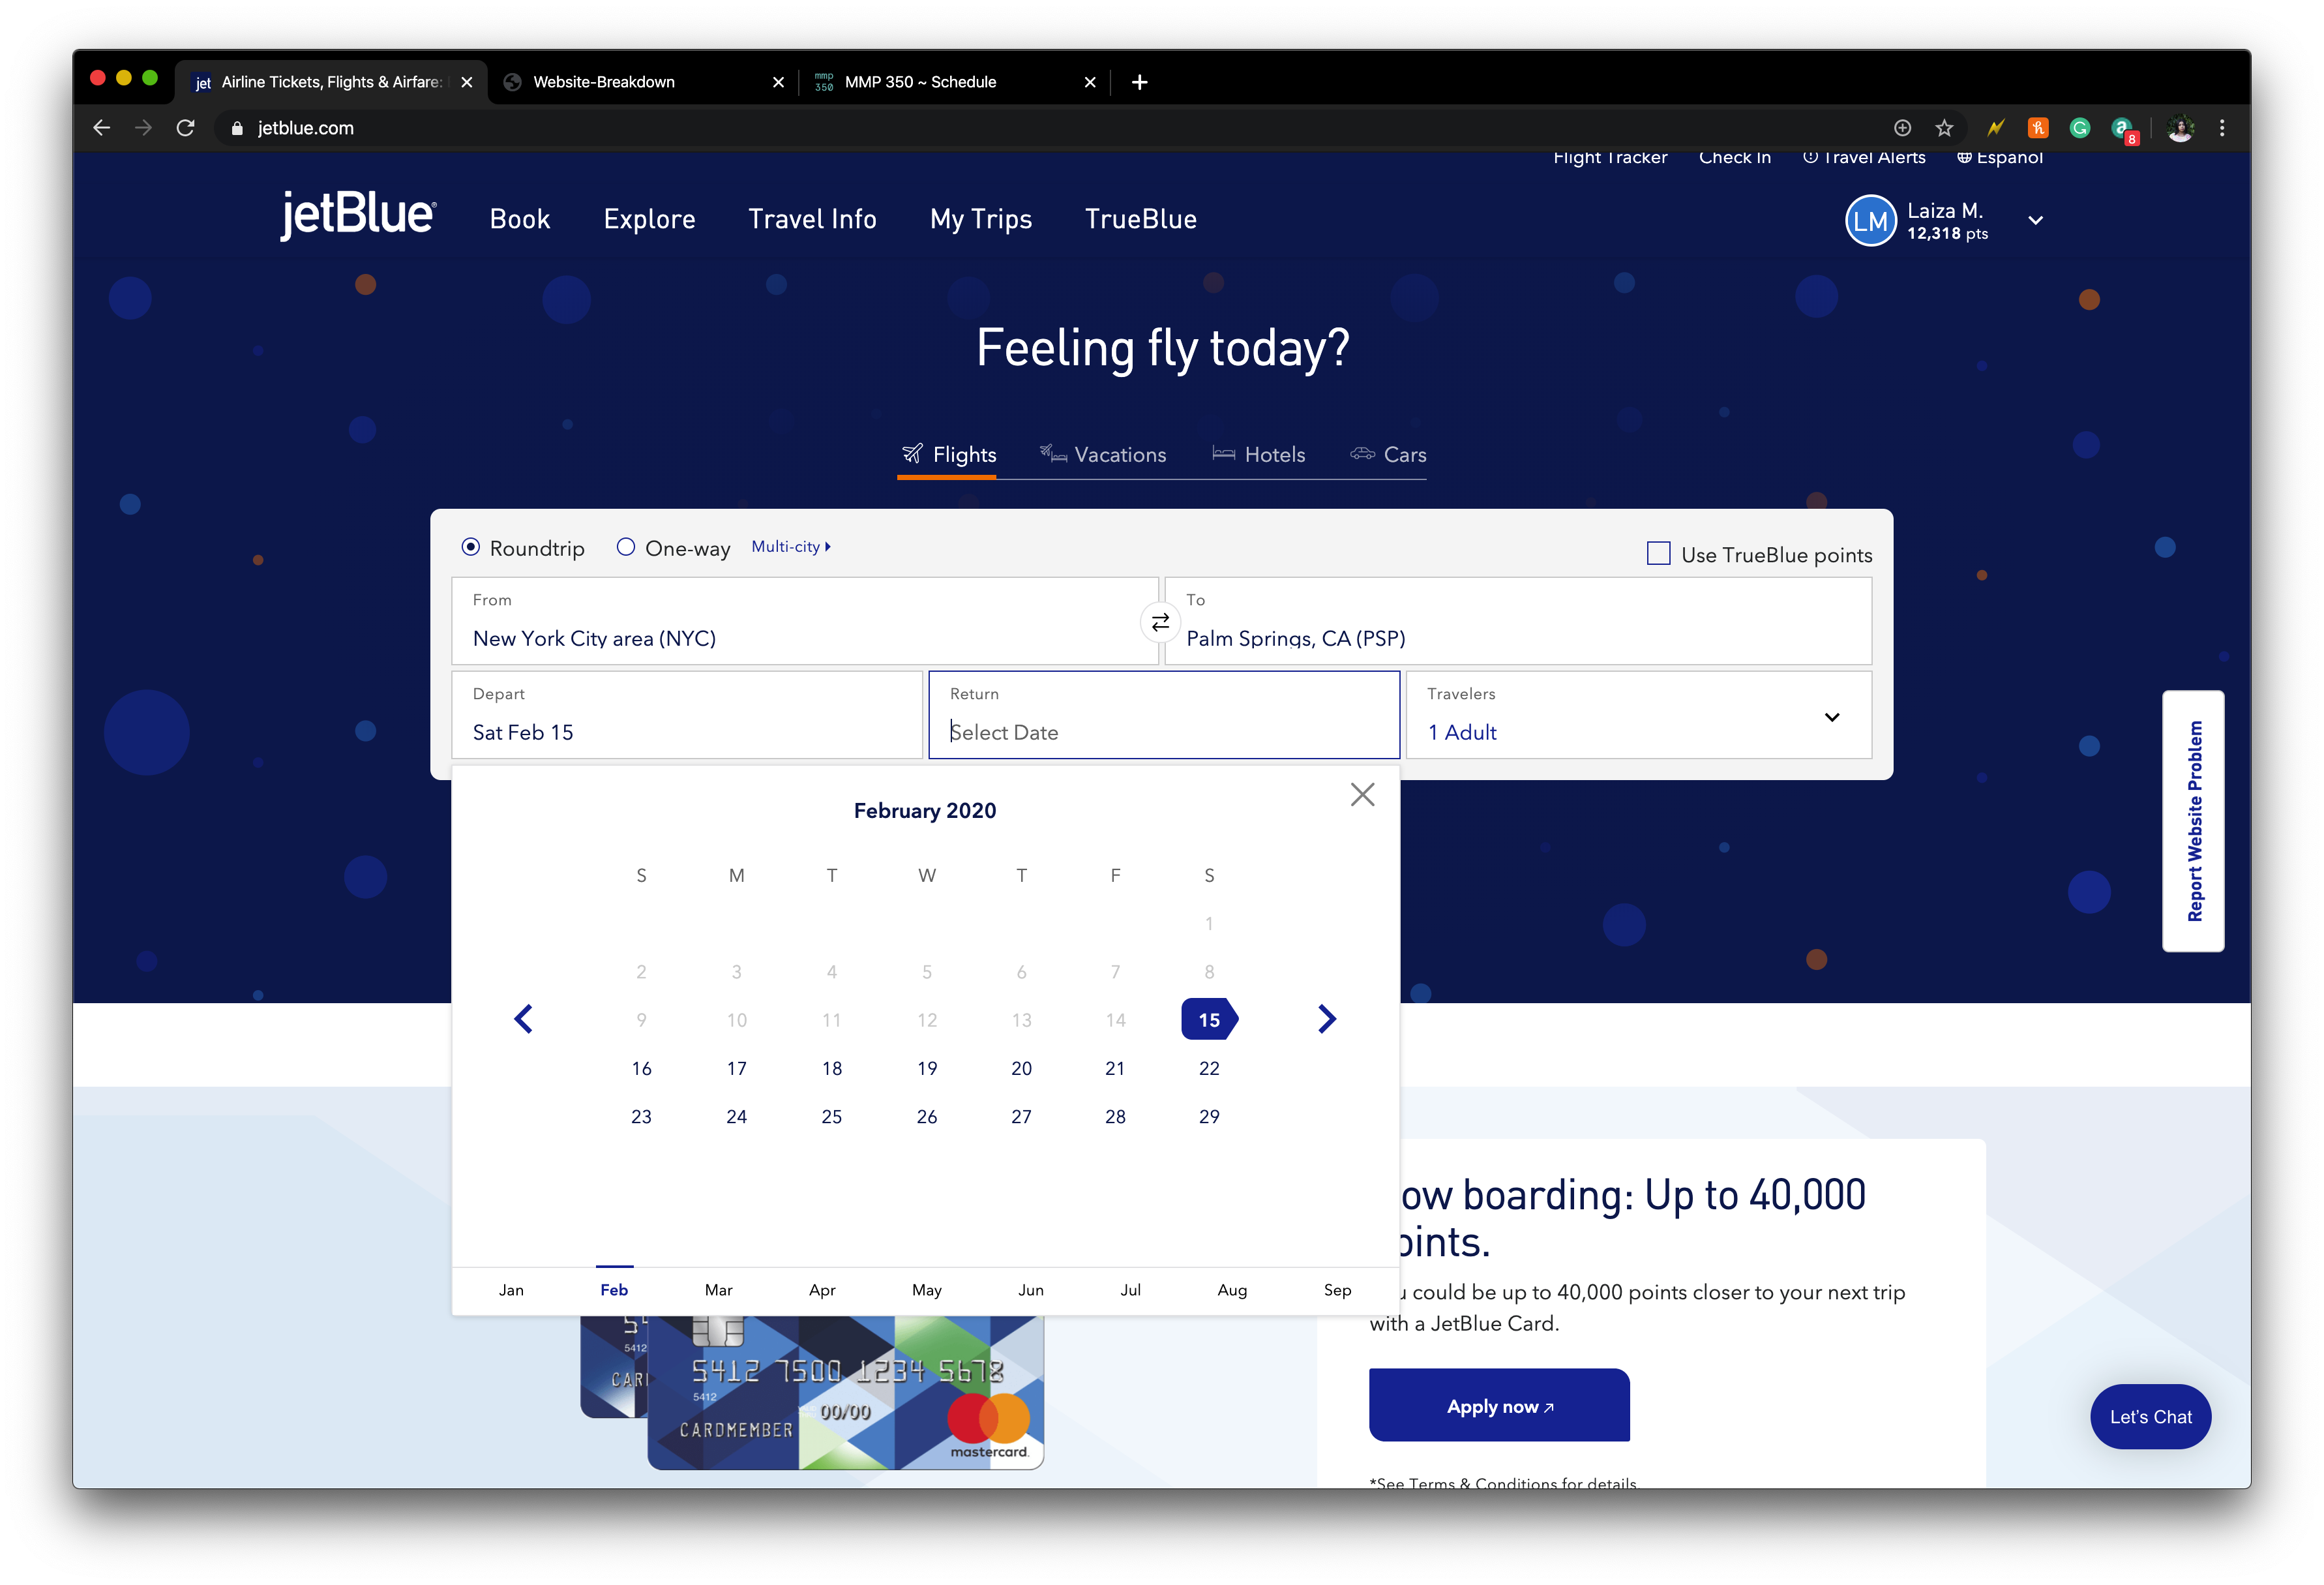 jet Airline Tickets, Flights & Airfare:
Website-Breakdown
mmp 350 MMP 350 ~ Schedule
jetblue.com
8
Flight Tracker Check In Travel Alerts Español
jetBlue Book Explore Travel Info My Trips TrueBlue
LM Laiza M.
12,318 pts
Feeling fly today?
Flights Vacations Hotels Cars
Roundtrip One-way Multi-city Use TrueBlue points
From
New York City area (NYC)
To
Palm Springs, CA (PSP)
Depart
Sat Feb 15
Return
Select Date
Travelers
1 Adult
Report Website Problem
February 2020
S M T W T F S
1
2 3 4 5 6 7 8
9 10 11 12 13 14 15
16 17 18 19 20 21 22
23 24 25 26 27 28 29
Jan Feb Mar Apr May Jun Jul Aug Sep
ow boarding: Up to 40,000
oints.
u could be up to 40,000 points closer to your next trip
with a JetBlue Card.
Apply now
*See Terms & Conditions for details.
5412
CARD
5412 7500 1234 5678
5412
00/00
CARDMEMBER
mastercard.
Let's Chat